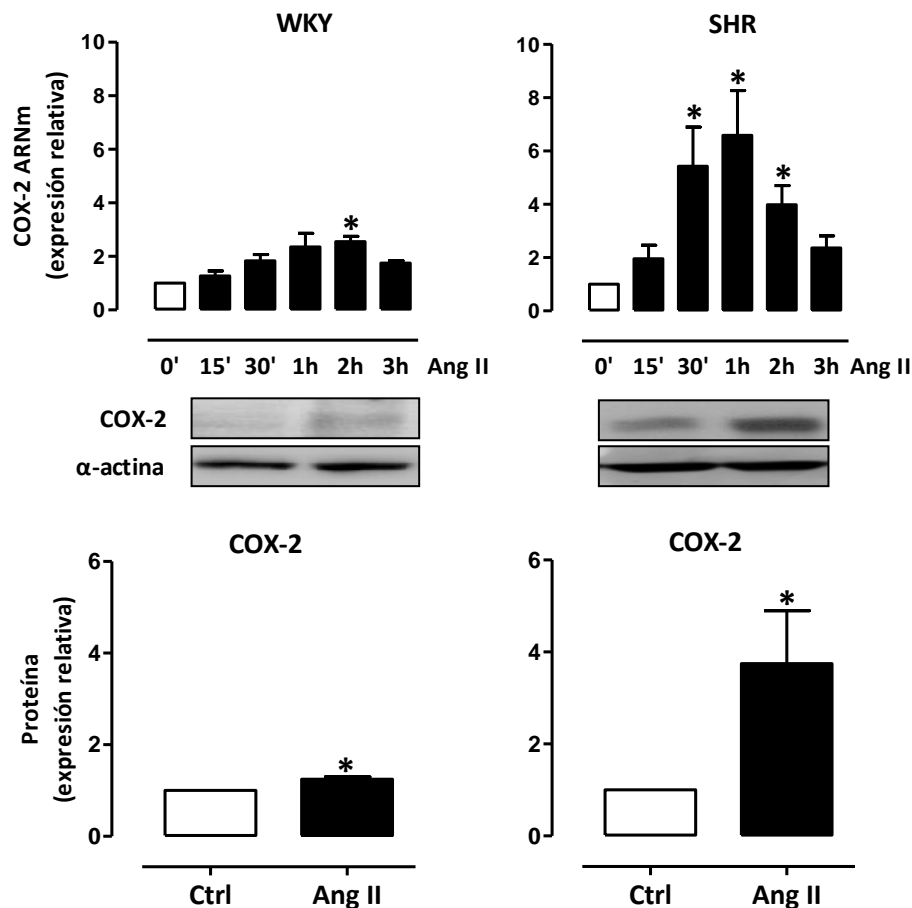 WKY
SHR
COX-2 ARNm
(expresión relativa)
10
8
6
4
2
0
*
10
8
6
4
2
0
*
*
*
0' 15' 30' 1h 2h 3h Ang II
0' 15' 30' 1h 2h 3h Ang II
COX-2
α-actina
COX-2
COX-2
Proteína
(expresión relativa)
6
4
2
0
*
6
4
2
0
*
Ctrl Ang II
Ctrl Ang II